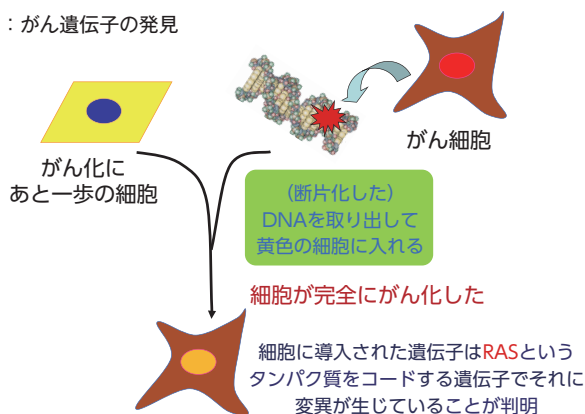 ：がん遺伝子の発見
がん細胞
がん化に
あと一歩の細胞
（断片化した）
DNAを取り出して
黄色の細胞に入れる
細胞が完全にがん化した
細胞に導入された遺伝子はRASという
タンパク質をコードする遺伝子でそれに
変異が生じていることが判明